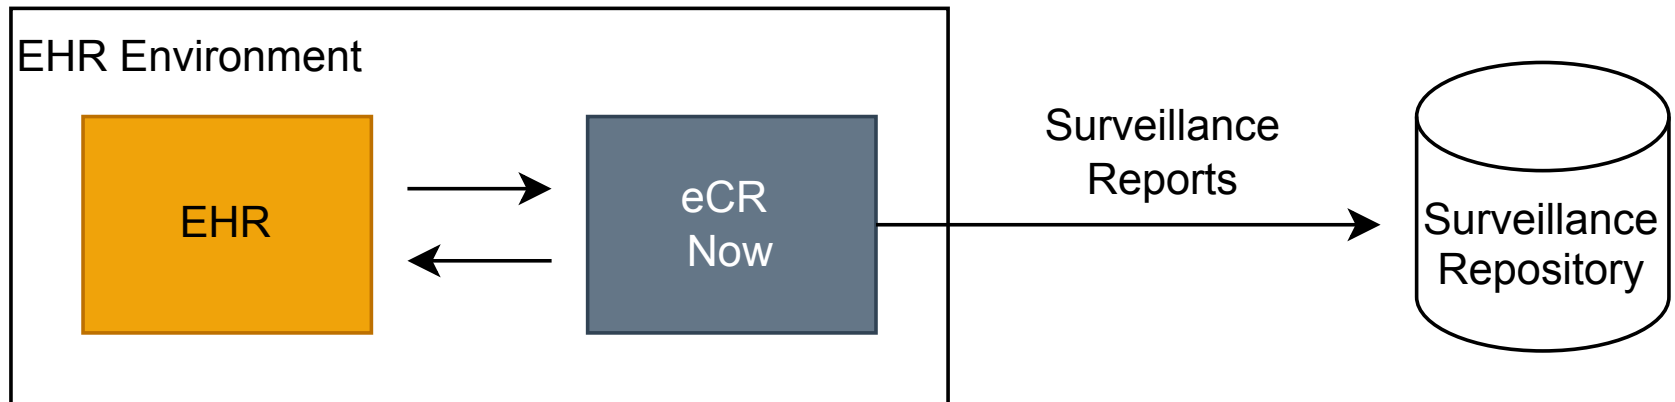 EHR Environment
EHR
eCR
Now
Surveillance
Reports
Surveillance
Repository